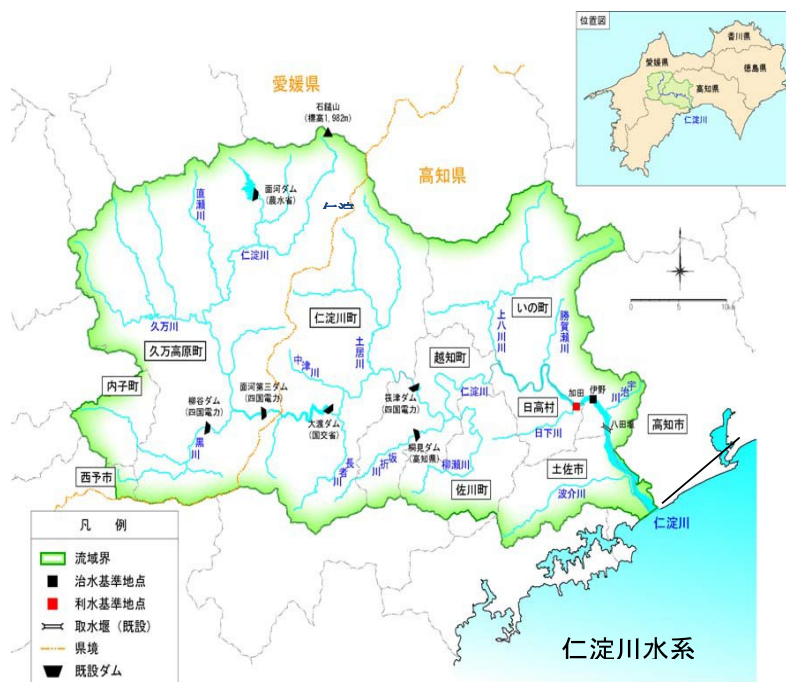 位置図
香川県
愛媛県
徳島県
高知県
仁淀川
愛媛県
石鎚山
(標高1,982m)
高知県
面河ダム
(農水省)
直瀬川
仁淀
仁淀川
久万川
久万高原町
仁淀川町
土居川
中津川
いの町
上八川川
勝賀瀬川
越知町
仁淀川
内子町
柳谷ダム
(四国電力)
面河第三ダム
(四国電力)
大渡ダム
(国交省)
筏津ダム
(四国電力)
桐見ダム
(高知県)
加田
伊野
宇治川
日高村
日下川
八田堰
高知市
黒川
長者川
坂折川
柳瀬川
佐川町
土佐市
波介川
西予市
仁淀川
0 5 10km
凡 例
流域界
治水基準地点
利水基準地点
取水堰（既設）
県境
既設ダム
仁淀川水系